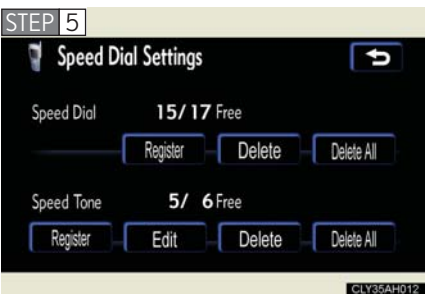 STEP 5
Speed Dial Settings
Speed Dial 15/17 Free
Register Delete Delete All
Speed Tone 5/ 6 Free
Register Edit Delete Delete All
CLY35AH012